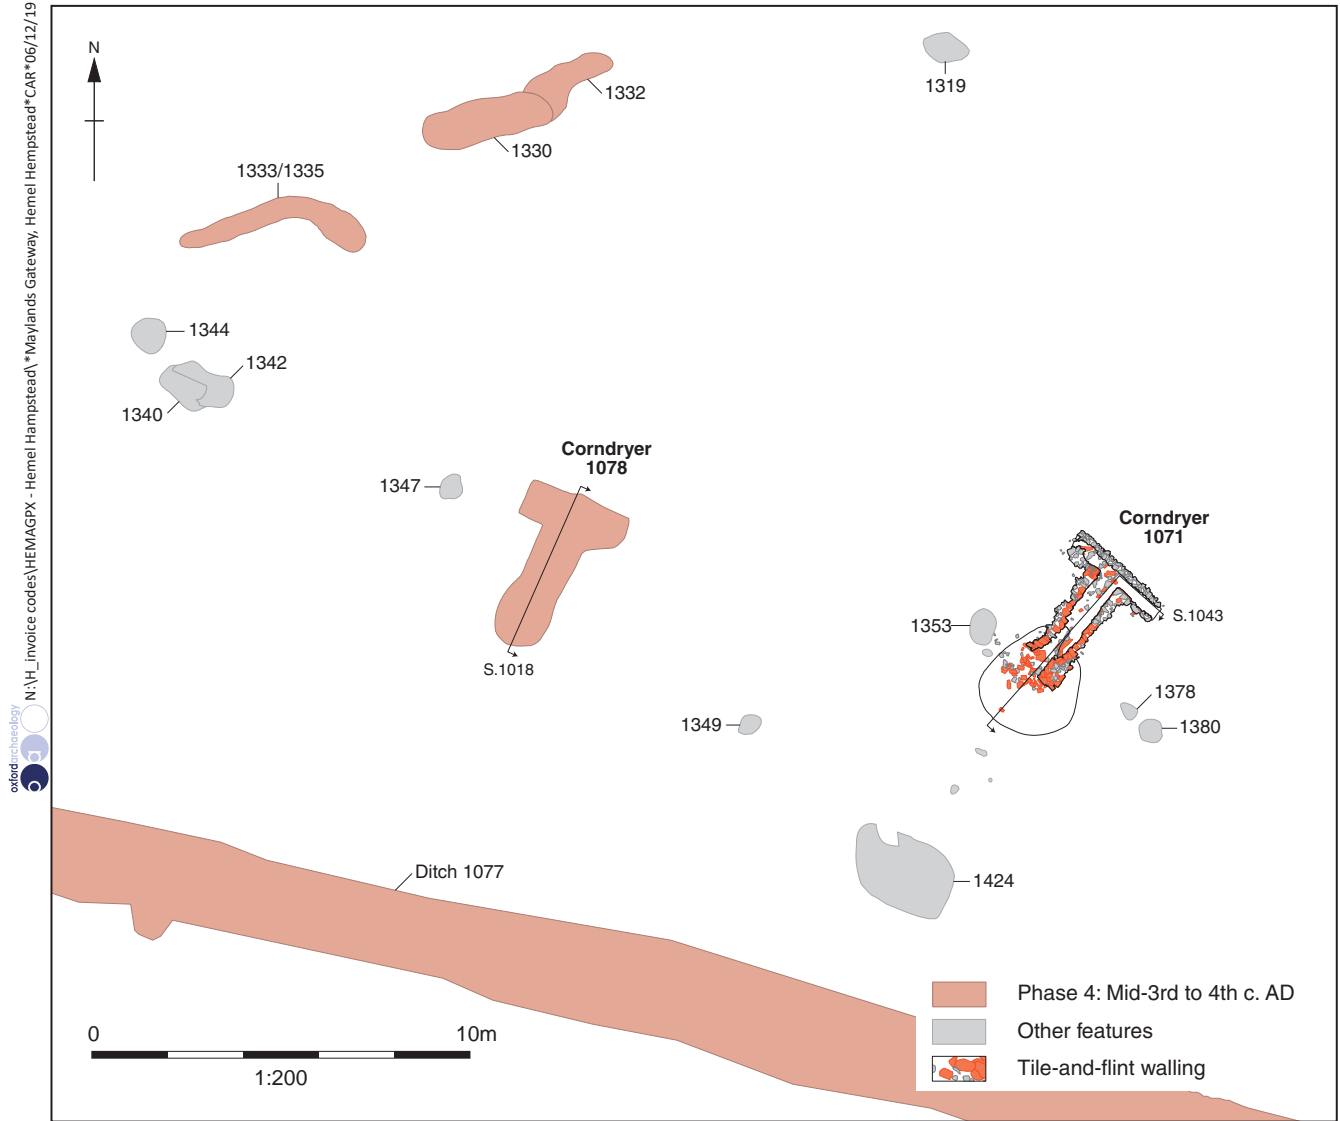 N:\H_invoice codes\HEMAGPX - Hemel Hampstead\*Maylands Gateway, Hemel Hempstead*CAR*06/12/19
oxfordarchaeology
N
1319
1332
1330
1333/1335
1344
1342
1340
Corndryer
1078
1347
Corndryer
1071
S.1043
1353
S.1018
1378
1349
1380
Ditch 1077
1424
Phase 4: Mid-3rd to 4th c. AD
Other features
Tile-and-flint walling
0 10m
1:200